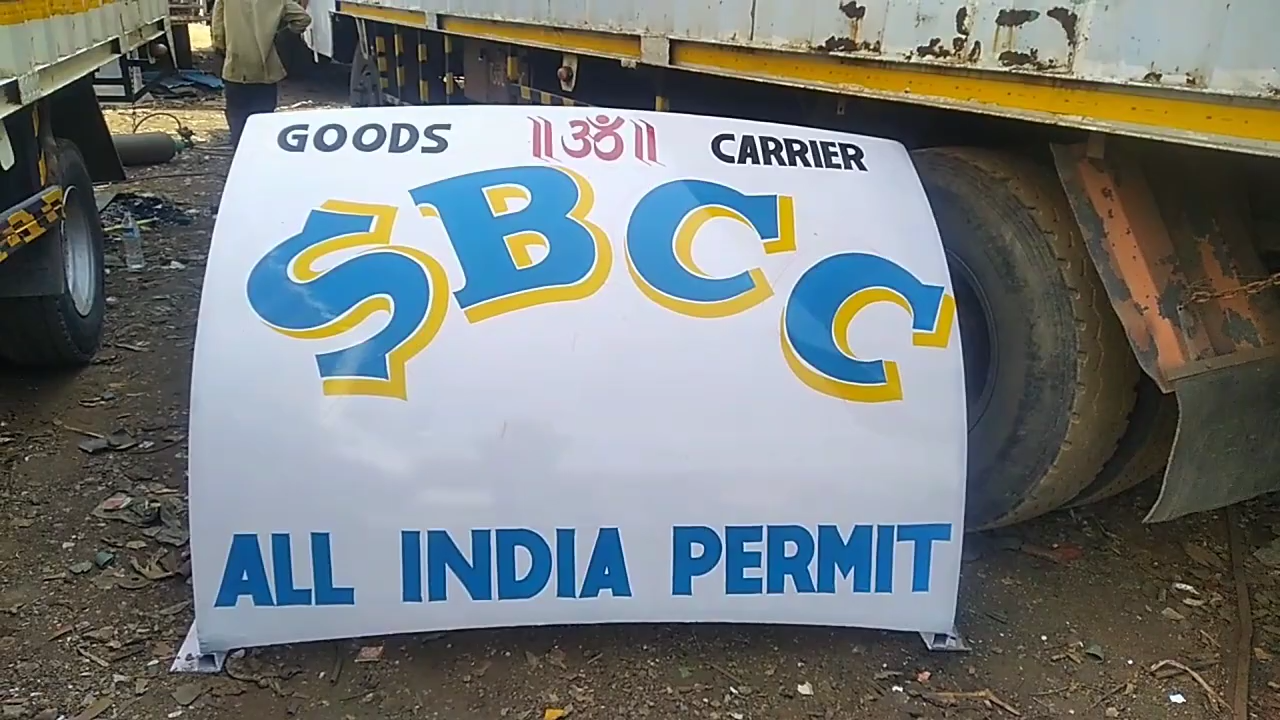 GOODS ॥ॐ॥ CARRIER
SBCC
ALL INDIA PERMIT